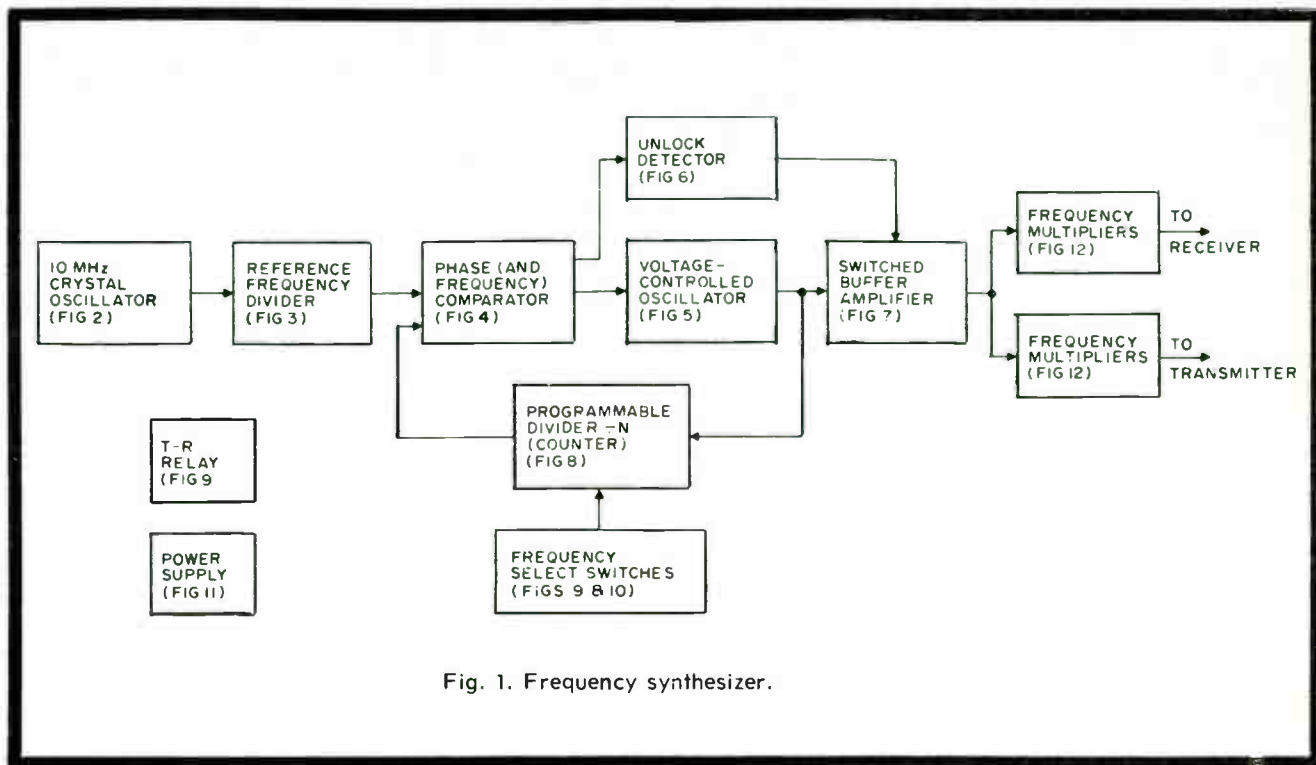 UNLOCK
DETECTOR
(FIG 6)
10 MHz
CRYSTAL
OSCILLATOR
(FIG 2)
REFERENCE
FREQUENCY
DIVIDER
(FIG 3)
PHASE (AND
FREQUENCY)
COMPARATOR
(FIG 4)
VOLTAGE-
CONTROLLED
OSCILLATOR
(FIG 5)
SWITCHED
BUFFER
AMPLIFIER
(FIG 7)
FREQUENCY
MULTIPLIERS
(FIG 12)
TO
RECEIVER
FREQUENCY
MULTIPLIERS
(FIG 12)
TO
TRANSMITTER
PROGRAMMABLE
DIVIDER ÷N
(COUNTER)
(FIG 8)
T-R
RELAY
(FIG 9
POWER
SUPPLY
(FIG 11)
FREQUENCY
SELECT SWITCHES
(FIGS 9 & 10)
Fig. 1. Frequency synthesizer.